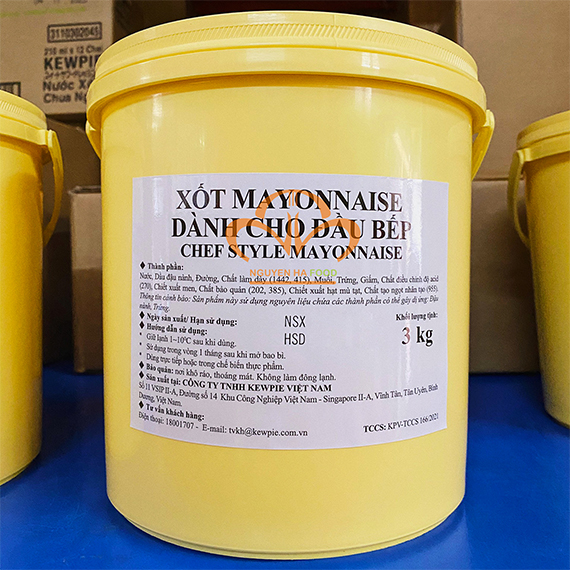 3110302045
210 ml x 12 Chai
KEWPIE
Nước Xố
Chua Ng
XỐT MAYONNAISE
DÀNH CHO ĐẦU BẾP
CHEF STYLE MAYONNAISE
NGUYEN HA FOOD
♦ Thành phần:
Nước, Dầu đậu nành, Đường, Chất làm dày (1442, 415), Muối, Trứng, Giấm, Chất điều chỉnh độ acid
(270), Chiết xuất men, Chất bảo quản (202, 385), Chiết xuất hạt mù tạt, Chất tạo ngọt nhân tạo (955).
Thông tin cảnh báo: Sản phẩm này sử dụng nguyên liệu chứa các thành phần có thể gây dị ứng: Đậu
nành, Trứng.
♦ Ngày sản xuất/ Hạn sử dụng: NSX Khối lượng tịnh:
♦ Hướng dẫn sử dụng: HSD 3 kg
* Giữ lạnh 1~10°C sau khi dùng.
* Sử dụng trong vòng 1 tháng sau khi mở bao bì.
* Dùng trực tiếp hoặc trong chế biến thực phẩm.
♦ Bảo quản: nơi khô ráo, thoáng mát. Không làm đông lạnh.
♦ Sản xuất tại: CÔNG TY TNHH KEWPIE VIỆT NAM
Số 11 VSIP II-A, Đường số 14 Khu Công Nghiệp Việt Nam - Singapore II-A, Vĩnh Tân, Tân Uyên, Bình
Dương, Việt Nam.
♦ Tư vấn khách hàng:
Điện thoại: 18001707 - E-mail: tvkh@kewpie.com.vn
TCCS: KPV-TCCS 166:2021